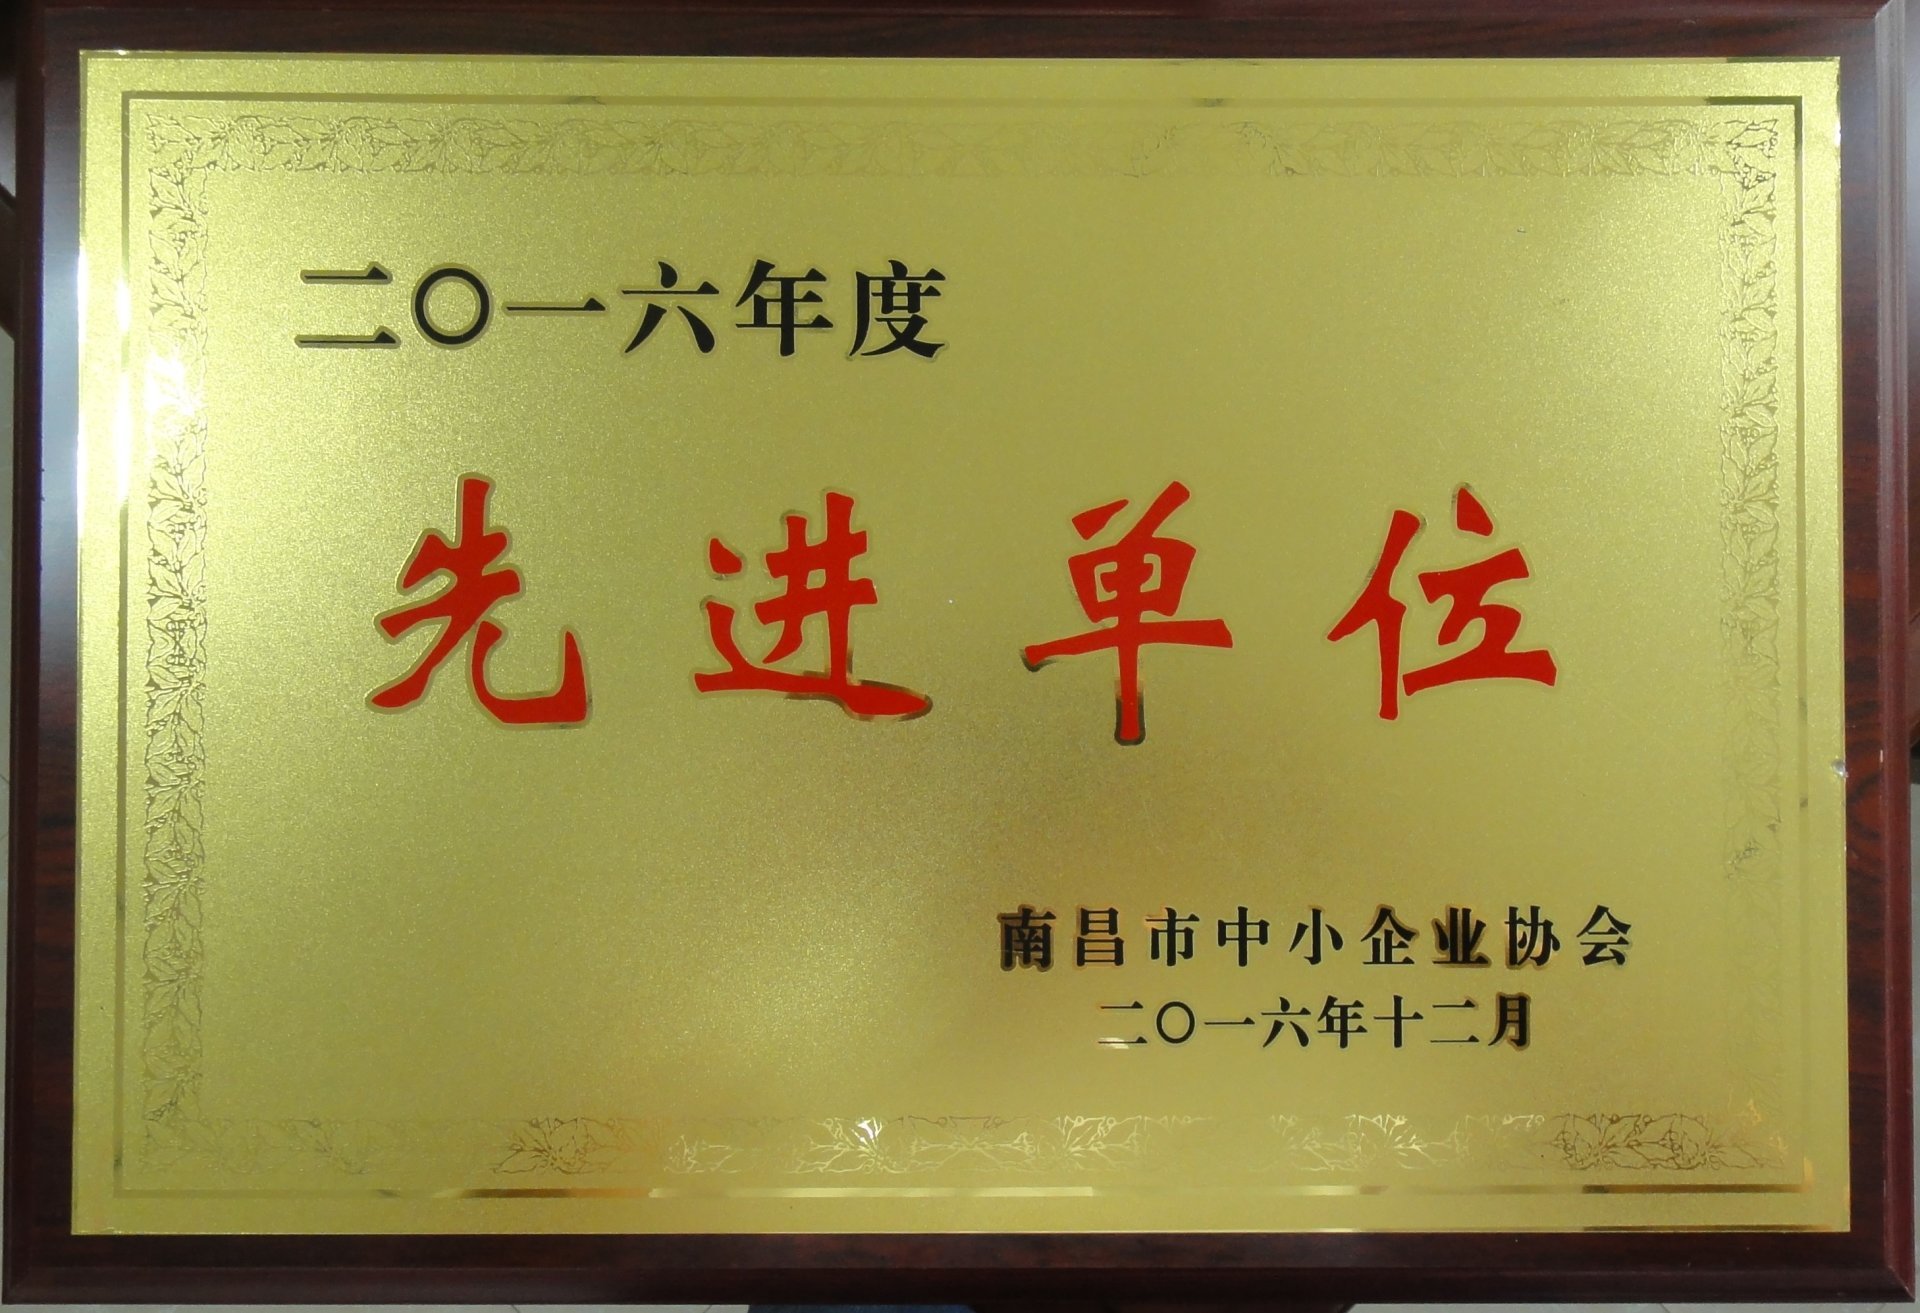 二〇一六年度
先进单位
南昌市中小企业协会
二〇一六年十二月